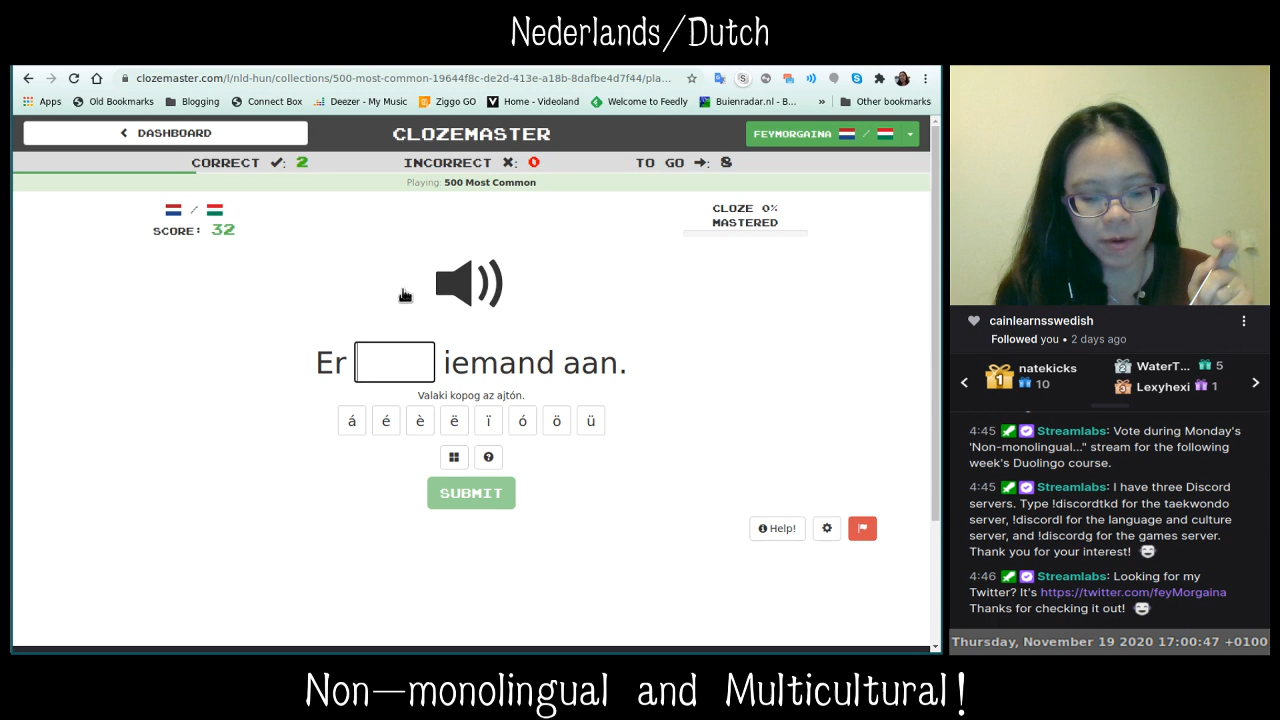 Nederlands/Dutch
clozemaster.com/l/nld-hun/collections/500-most-common-19644f8c-de2d-413e-a18b-8dafbe4d7f44/pla...
Apps Old Bookmarks Blogging Connect Box Deezer - My Music Ziggo GO Home - Videoland Welcome to Feedly Buienradar.nl - B... » Other bookmarks
DASHBOARD
CLOZEMASTER
FEYMORGAINA /
CORRECT ✔: 2 INCORRECT ✖: 0 TO GO →: 8
Playing: 500 Most Common
/
SCORE: 32
CLOZE 0%
MASTERED
Er iemand aan.
Valaki kopog az ajtón.
á é è ë ï ó ö ü
SUBMIT
Help!
cainlearnsswedish
Followed you • 2 days ago
1 natekicks
10
2 WaterT... 5
3 Lexyhexi 1
4:45 Streamlabs: Vote during Monday's
'Non-monolingual..." stream for the following
week's Duolingo course.
4:45 Streamlabs: I have three Discord
servers. Type !discordtkd for the taekwondo
server, !discordl for the language and culture
server, and !discordg for the games server.
Thank you for your interest!
4:46 Streamlabs: Looking for my
Twitter? It's https://twitter.com/feyMorgaina
Thanks for checking it out!
Thursday, November 19 2020 17:00:47 +0100
Non-monolingual and Multicultural!